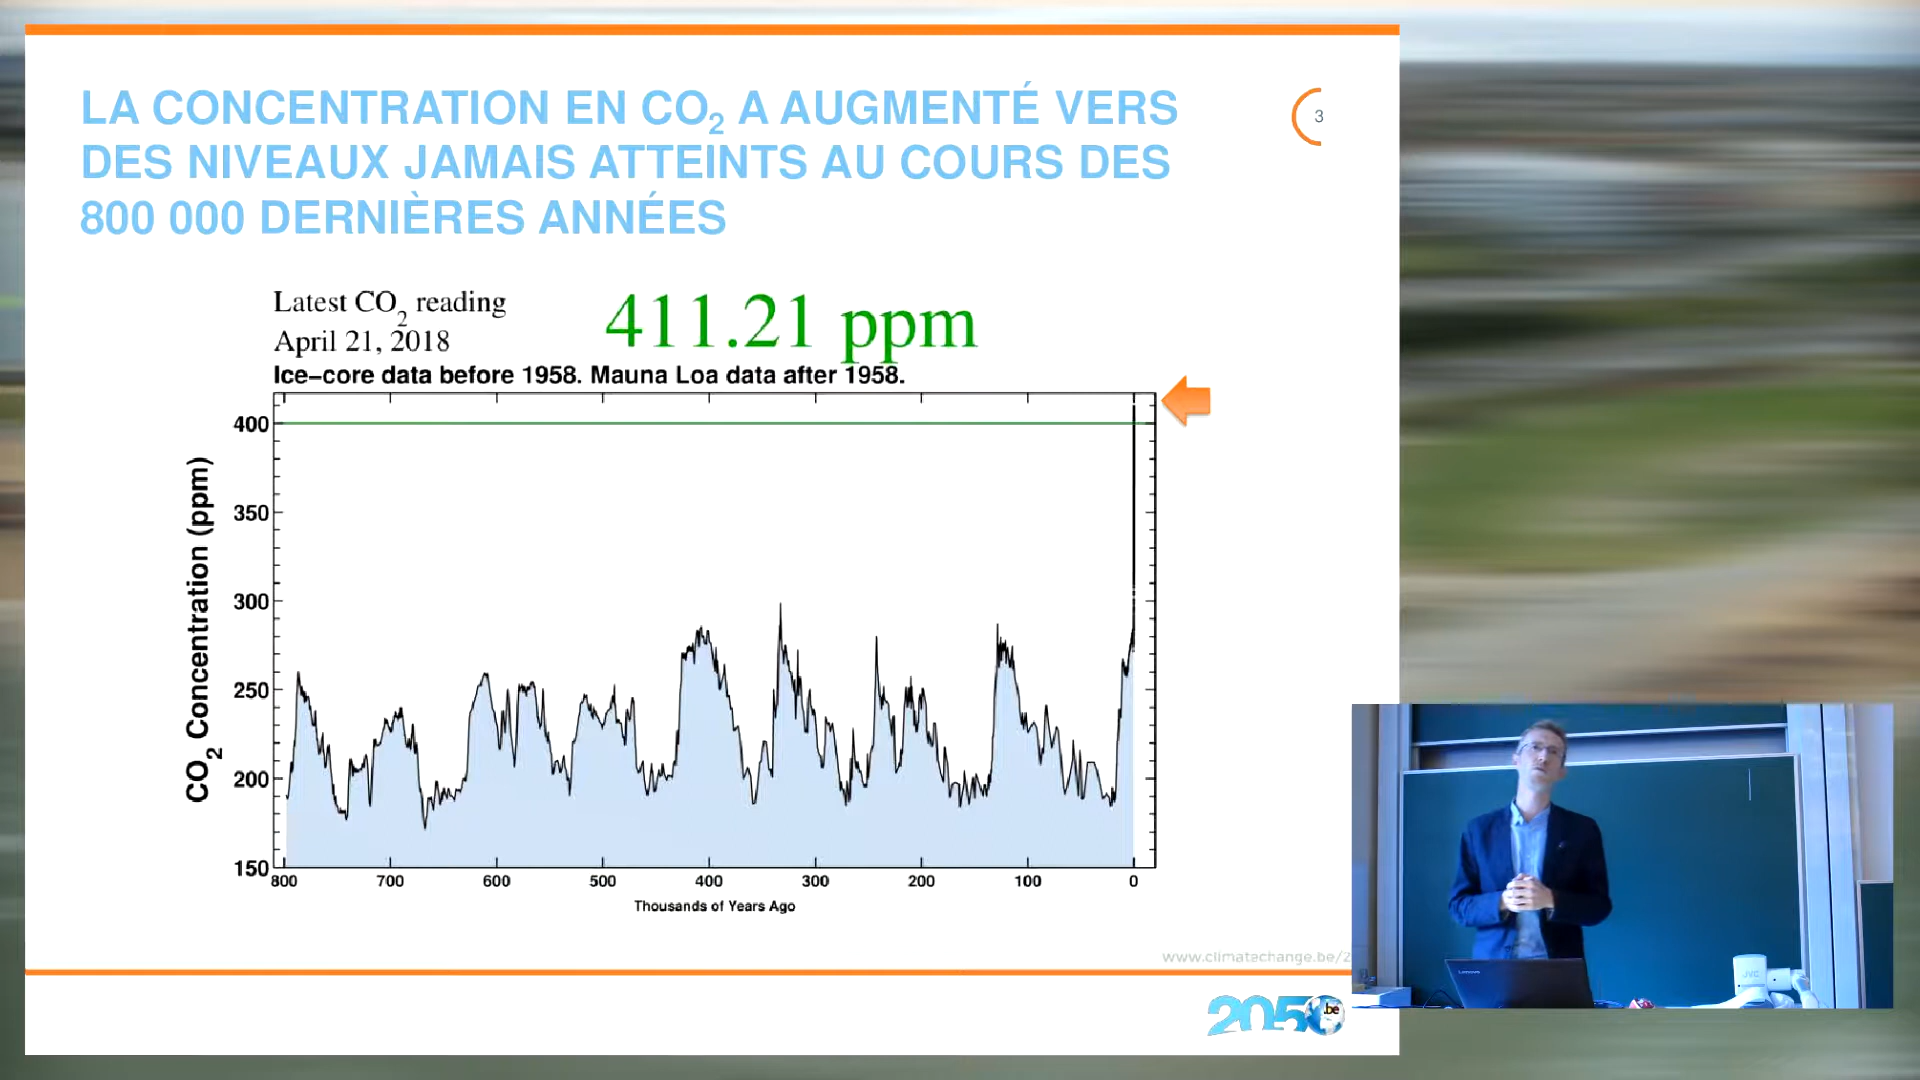 LA CONCENTRATION EN CO₂ A AUGMENTÉ VERS
DES NIVEAUX JAMAIS ATTEINTS AU COURS DES
800 000 DERNIÈRES ANNÉES
3
Latest CO₂ reading
April 21, 2018
411.21 ppm
Ice–core data before 1958. Mauna Loa data after 1958.
CO₂ Concentration (ppm)
400
350
300
250
200
150
800 700 600 500 400 300 200 100 0
Thousands of Years Ago
www.climatechange.be/2
2050
.be
Lenovo
JVC